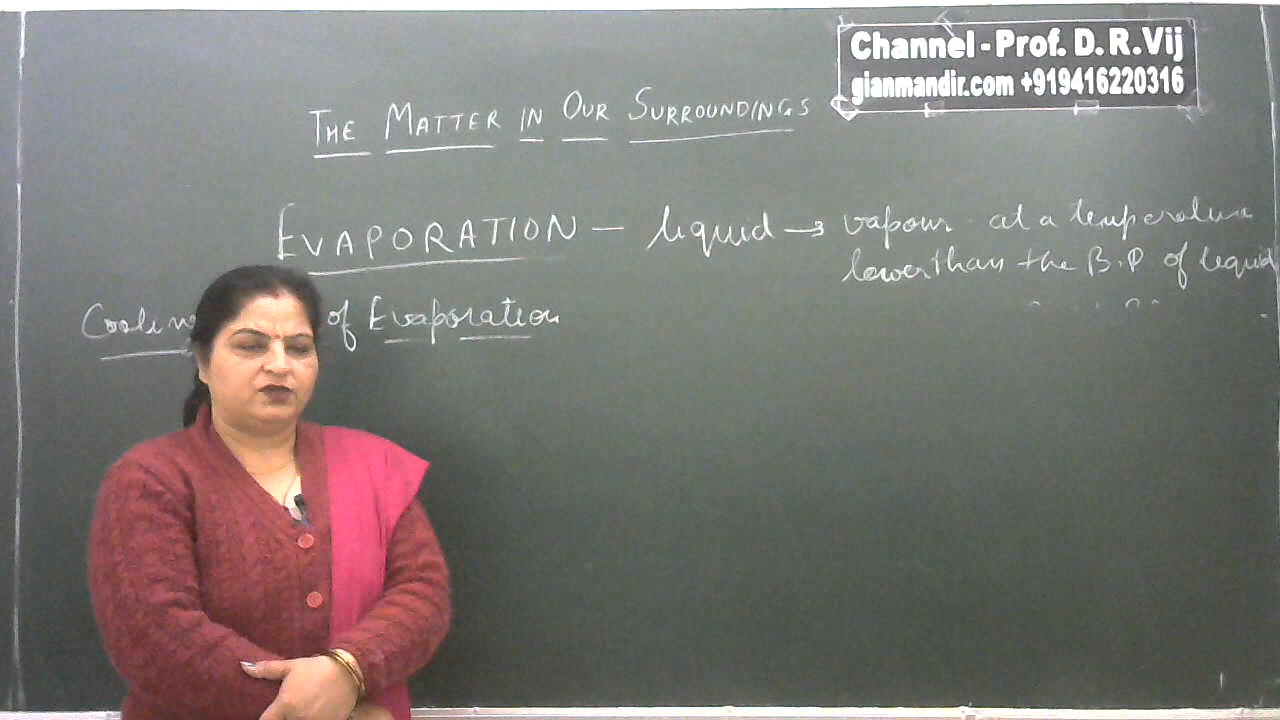 Channel - Prof. D. R. Vij
gianmandir.com +919416220316
THE MATTER IN OUR SURROUNDINGS
EVAPORATION — liquid → vapour at a temperature
lower than the B.P of liquid
of Evaporation